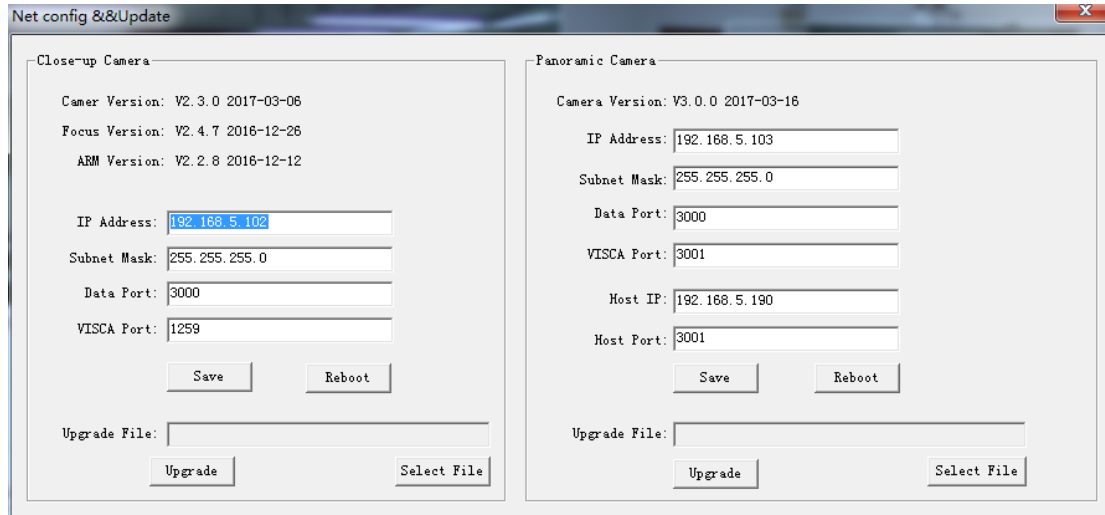 Net config &&Update
Close-up Camera
Camer Version: V2.3.0 2017-03-06
Focus Version: V2.4.7 2016-12-26
ARM Version: V2.2.8 2016-12-12
IP Address: 192.168.5.102
Subnet Mask: 255.255.255.0
Data Port: 3000
VISCA Port: 1259
Save Reboot
Upgrade File:
Upgrade Select File
Panoramic Camera
Camera Version: V3.0.0 2017-03-16
IP Address: 192.168.5.103
Subnet Mask: 255.255.255.0
Data Port: 3000
VISCA Port: 3001
Host IP: 192.168.5.190
Host Port: 3001
Save Reboot
Upgrade File:
Upgrade Select File